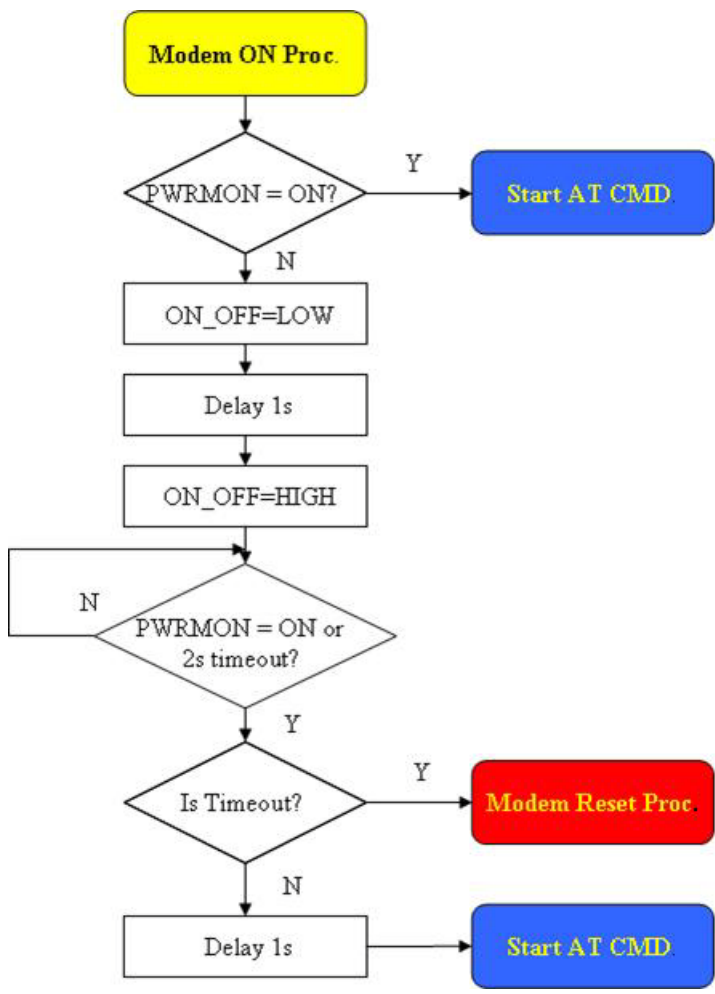 Modem ON Proc.
PWRMON = ON?
Y
Start AT CMD.
N
ON_OFF=LOW
Delay 1s
ON_OFF=HIGH
N
PWRMON = ON or
2s timeout?
Y
Is Timeout?
Y
Modem Reset Proc.
N
Delay 1s
Start AT CMD.